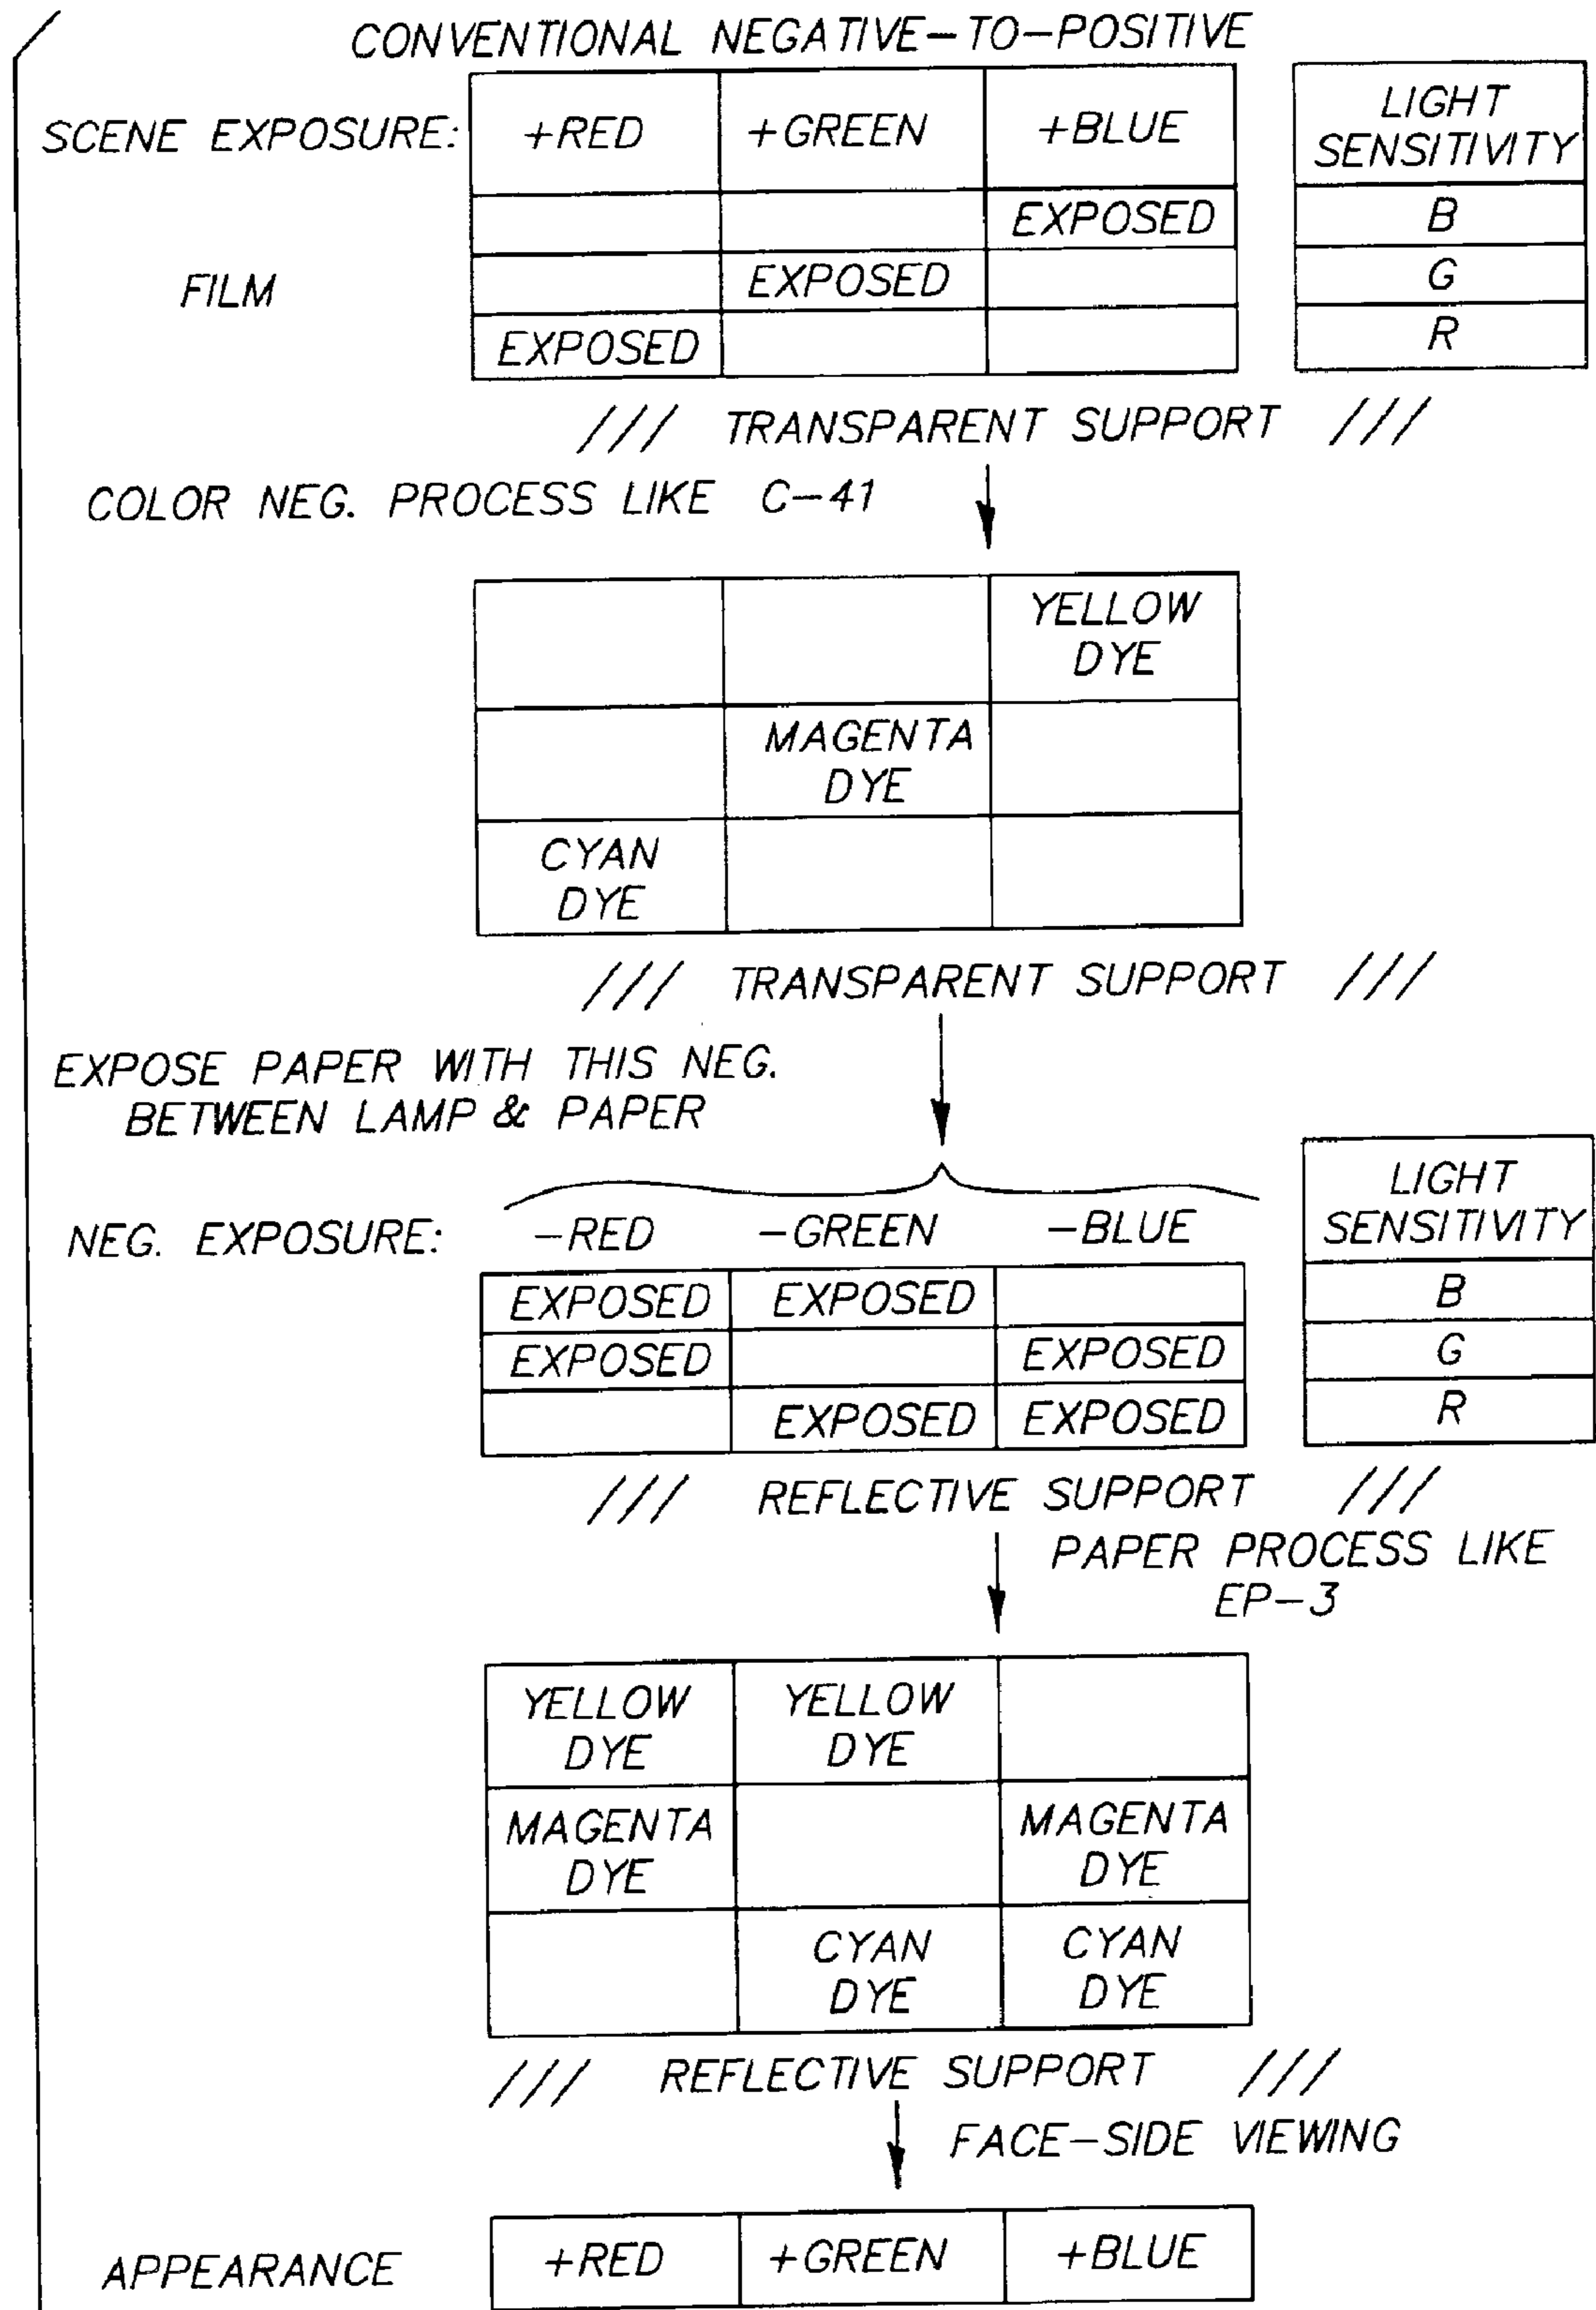 CONVENTIONAL NEGATIVE-TO-POSITIVE
SCENE EXPOSURE: +RED +GREEN +BLUE LIGHT SENSITIVITY
EXPOSED B
FILM EXPOSED G
EXPOSED R
/// TRANSPARENT SUPPORT ///
COLOR NEG. PROCESS LIKE C-41
YELLOW
DYE
MAGENTA
DYE
CYAN
DYE
/// TRANSPARENT SUPPORT ///
EXPOSE PAPER WITH THIS NEG.
BETWEEN LAMP & PAPER
LIGHT
SENSITIVITY
NEG. EXPOSURE: -RED -GREEN -BLUE
EXPOSED EXPOSED B
EXPOSED EXPOSED G
EXPOSED EXPOSED R
/// REFLECTIVE SUPPORT ///
PAPER PROCESS LIKE
EP-3
YELLOW YELLOW
DYE DYE
MAGENTA MAGENTA
DYE DYE
CYAN CYAN
DYE DYE
/// REFLECTIVE SUPPORT ///
FACE-SIDE VIEWING
APPEARANCE +RED +GREEN +BLUE